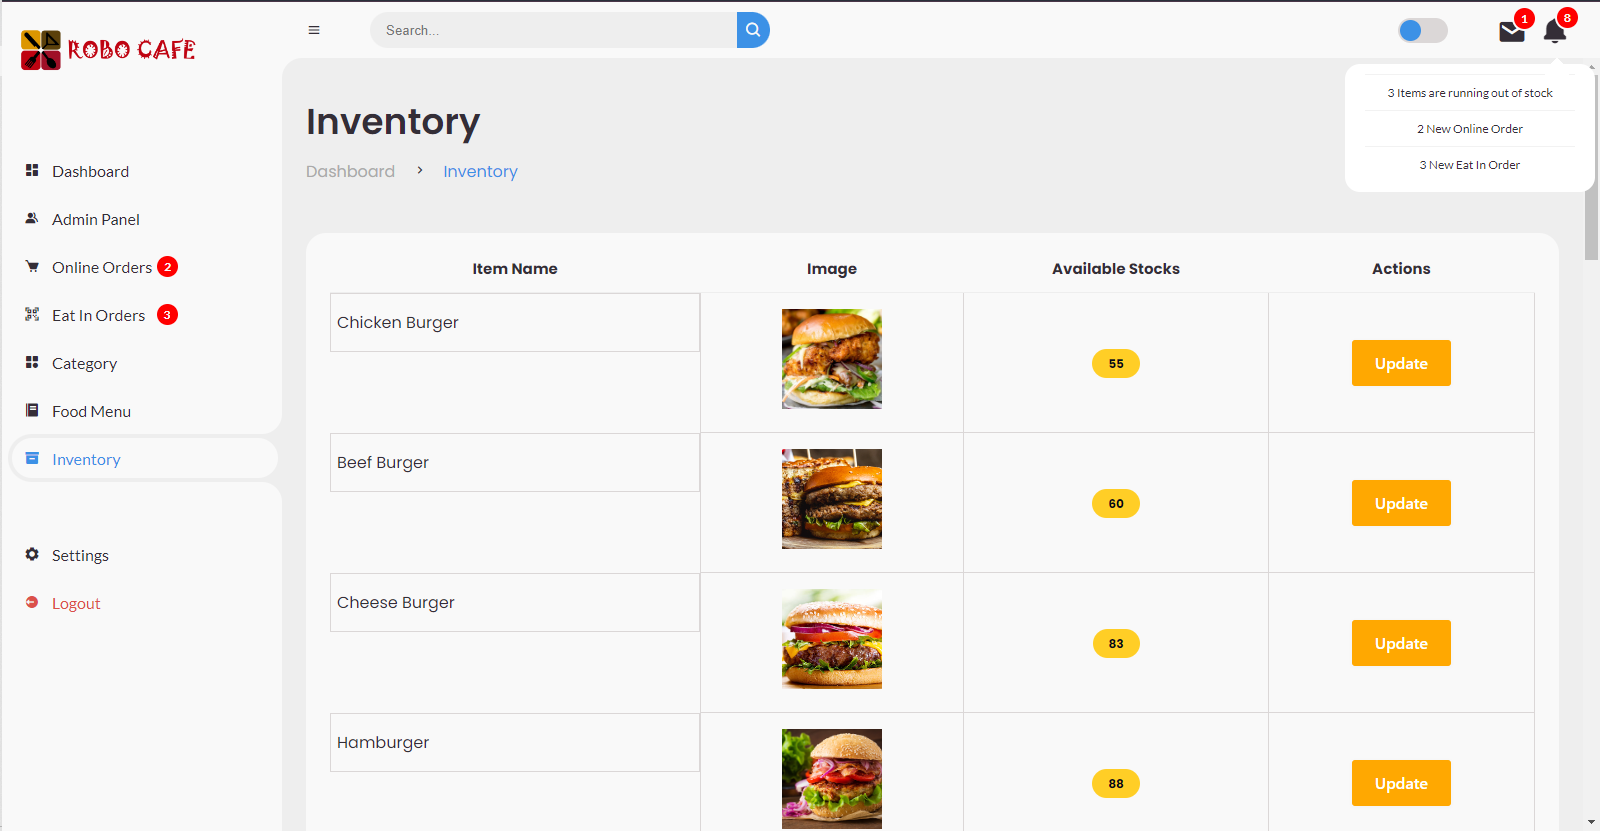 ROBO CAFE
Search...
1
8
3 Items are running out of stock
2 New Online Order
3 New Eat In Order
Dashboard
Admin Panel
Online Orders 2
Eat In Orders 3
Category
Food Menu
Inventory
Settings
Logout
Inventory
Dashboard > Inventory
Item Name Image Available Stocks Actions
Chicken Burger 55 Update
Beef Burger 60 Update
Cheese Burger 83 Update
Hamburger 88 Update